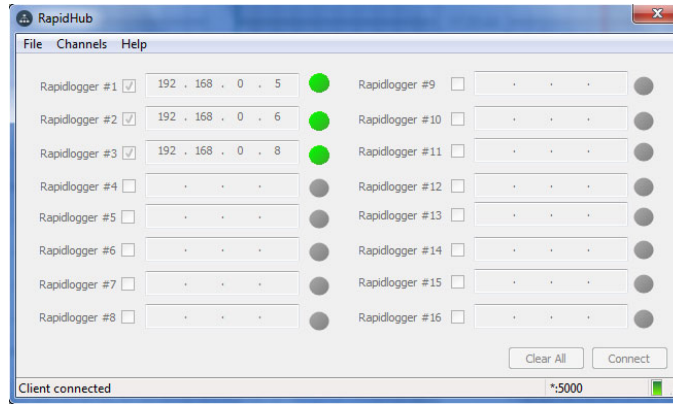 RapidHub
File Channels Help
Rapidlogger #1 192 . 168 . 0 . 5
Rapidlogger #2 192 . 168 . 0 . 6
Rapidlogger #3 192 . 168 . 0 . 8
Rapidlogger #4 . . .
Rapidlogger #5 . . .
Rapidlogger #6 . . .
Rapidlogger #7 . . .
Rapidlogger #8 . . .
Rapidlogger #9 . . .
Rapidlogger #10 . . .
Rapidlogger #11 . . .
Rapidlogger #12 . . .
Rapidlogger #13 . . .
Rapidlogger #14 . . .
Rapidlogger #15 . . .
Rapidlogger #16 . . .
Clear All Connect
Client connected *:5000